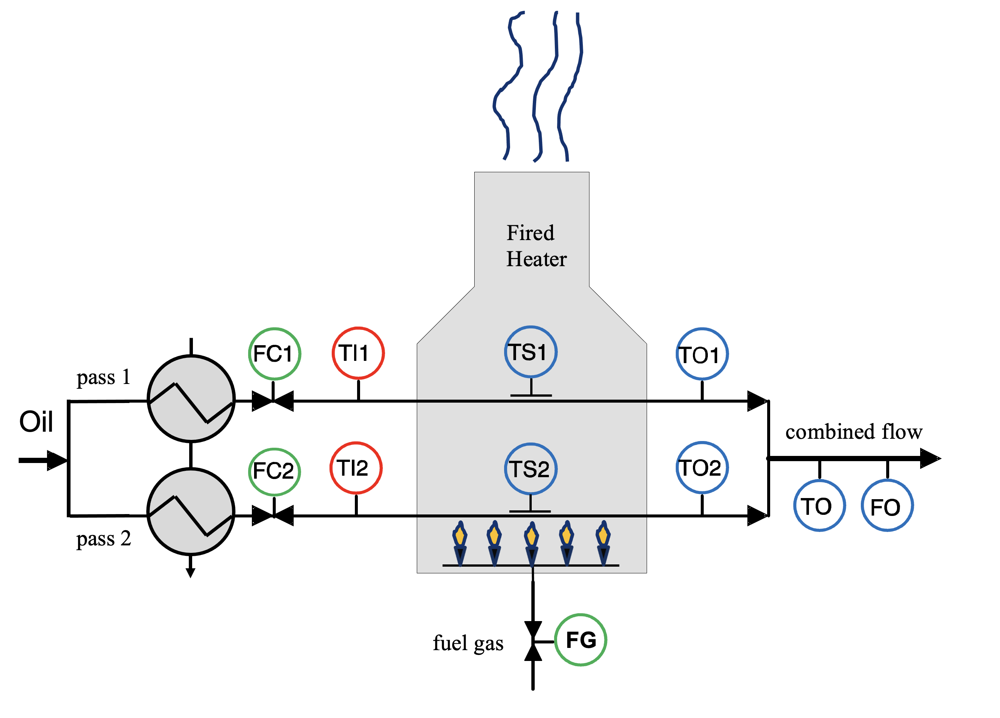 Fired
Heater
FC1
TI1
TS1
TO1
pass 1
Oil
combined flow
FC2
TI2
TS2
TO2
TO
FO
pass 2
fuel gas
FG